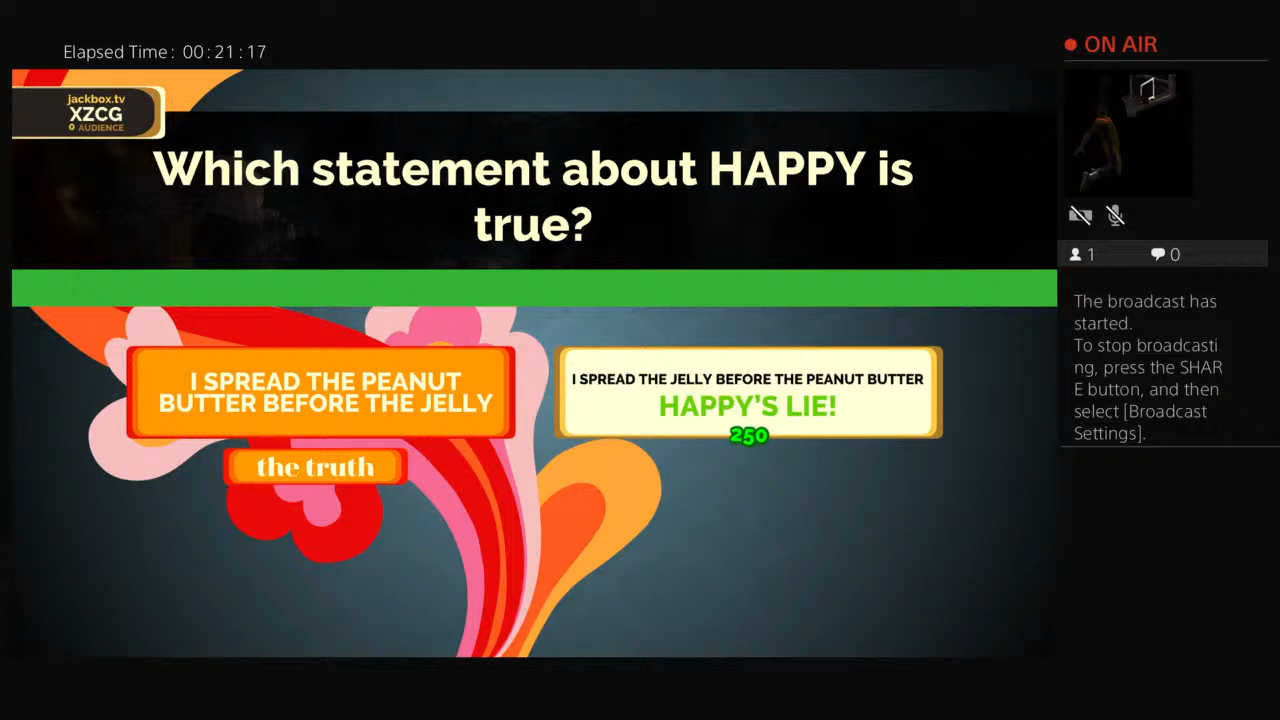 Elapsed Time: 00:21:17
ON AIR
jackbox.tv
XZCG
0 AUDIENCE
Which statement about HAPPY is
true?
1
0
The broadcast has
started.
To stop broadcasti
ng, press the SHAR
E button, and then
select [Broadcast
Settings].
I SPREAD THE PEANUT
BUTTER BEFORE THE JELLY
the truth
I SPREAD THE JELLY BEFORE THE PEANUT BUTTER
HAPPY'S LIE!
250